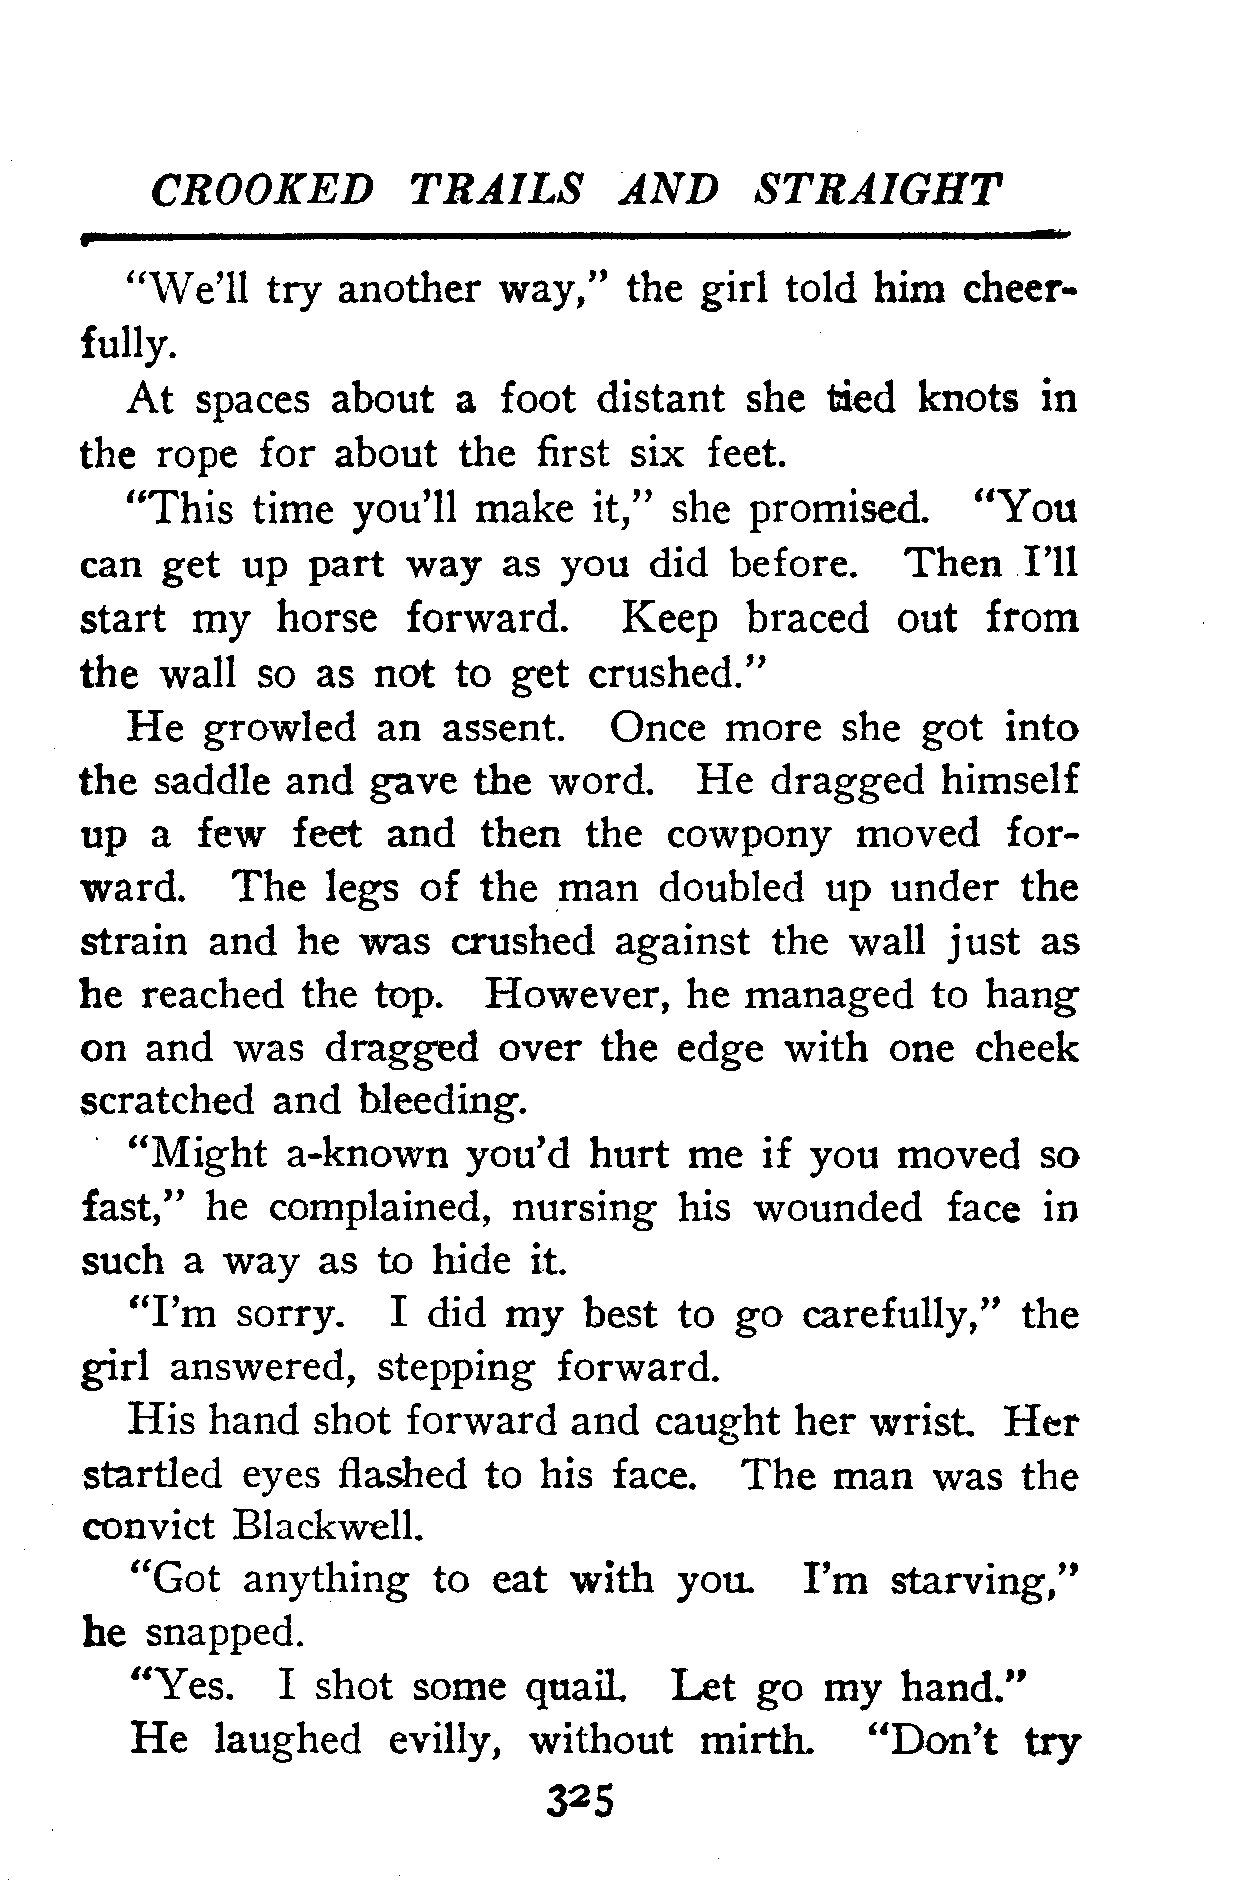 CROOKED TRAILS AND STRAIGHT
"We'll try another way," the girl told him cheer-
fully.
At spaces about a foot distant she tied knots in
the rope for about the first six feet.
"This time you'll make it," she promised. "You
can get up part way as you did before. Then I'll
start my horse forward. Keep braced out from
the wall so as not to get crushed."
He growled an assent. Once more she got into
the saddle and gave the word. He dragged himself
up a few feet and then the cowpony moved for-
ward. The legs of the man doubled up under the
strain and he was crushed against the wall just as
he reached the top. However, he managed to hang
on and was dragged over the edge with one cheek
scratched and bleeding.
"Might a-known you'd hurt me if you moved so
fast," he complained, nursing his wounded face in
such a way as to hide it.
"I'm sorry. I did my best to go carefully," the
girl answered, stepping forward.
His hand shot forward and caught her wrist. Her
startled eyes flashed to his face. The man was the
convict Blackwell.
"Got anything to eat with you. I'm starving,"
he snapped.
"Yes. I shot some quail. Let go my hand."
He laughed evilly, without mirth. "Don't try
325